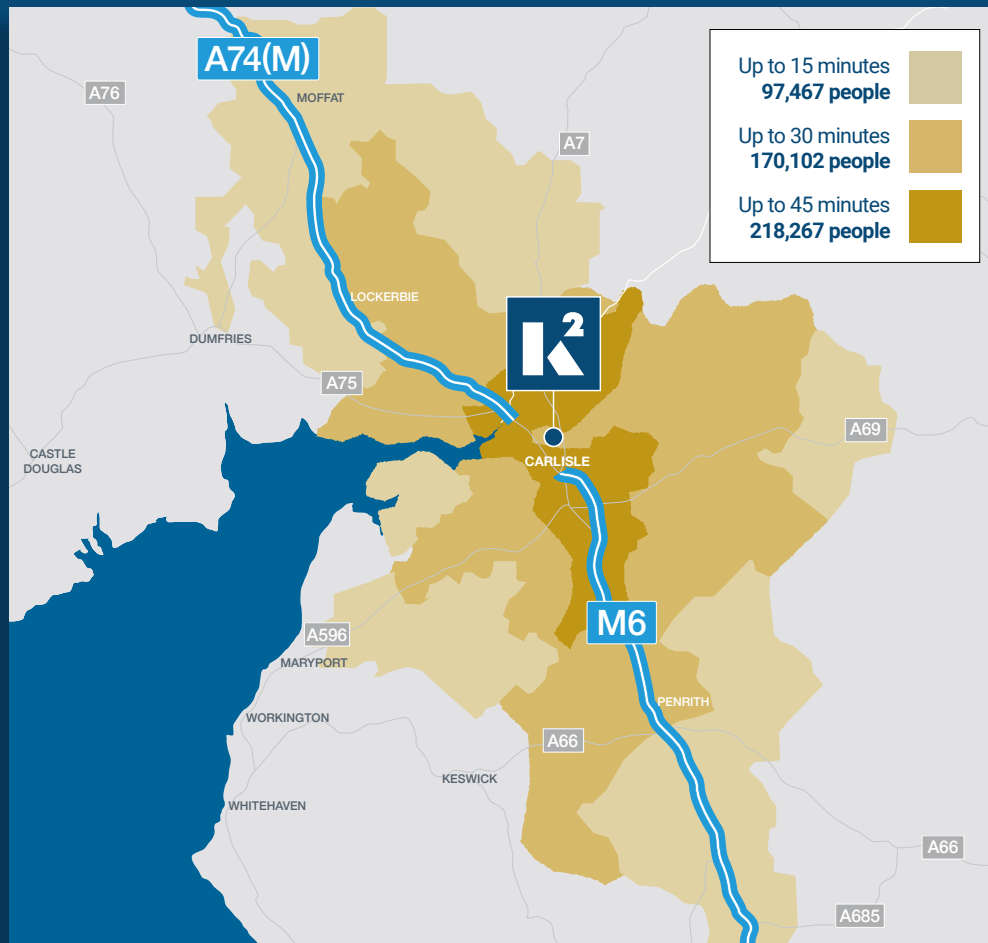 A74(M)
A76
MOFFAT
Up to 15 minutes
97,467 people
Up to 30 minutes
170,102 people
Up to 45 minutes
218,267 people
A7
LOCKERBIE
K2
DUMFRIES
A75
A69
CASTLE
DOUGLAS
CARLISLE
M6
A596
MARYPORT
PENRITH
WORKINGTON
A66
KESWICK
WHITEHAVEN
A66
A685